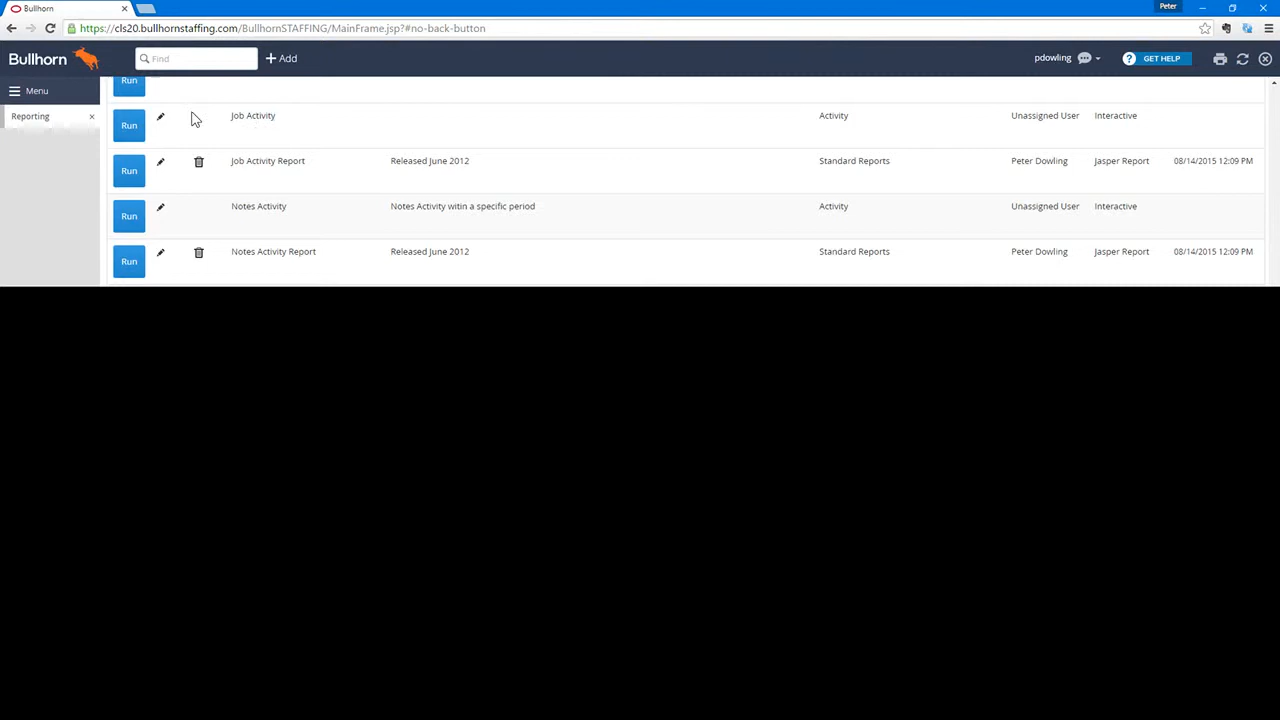 Bullhorn
Peter
https://cls20.bullhornstaffing.com/BullhornSTAFFING/MainFrame.jsp?#no-back-button
Bullhorn Find + Add pdowling ? GET HELP
Menu Run
Reporting Run Job Activity Activity Unassigned User Interactive
Run Job Activity Report Released June 2012 Standard Reports Peter Dowling Jasper Report 08/14/2015 12:09 PM
Run Notes Activity Notes Activity witin a specific period Activity Unassigned User Interactive
Run Notes Activity Report Released June 2012 Standard Reports Peter Dowling Jasper Report 08/14/2015 12:09 PM